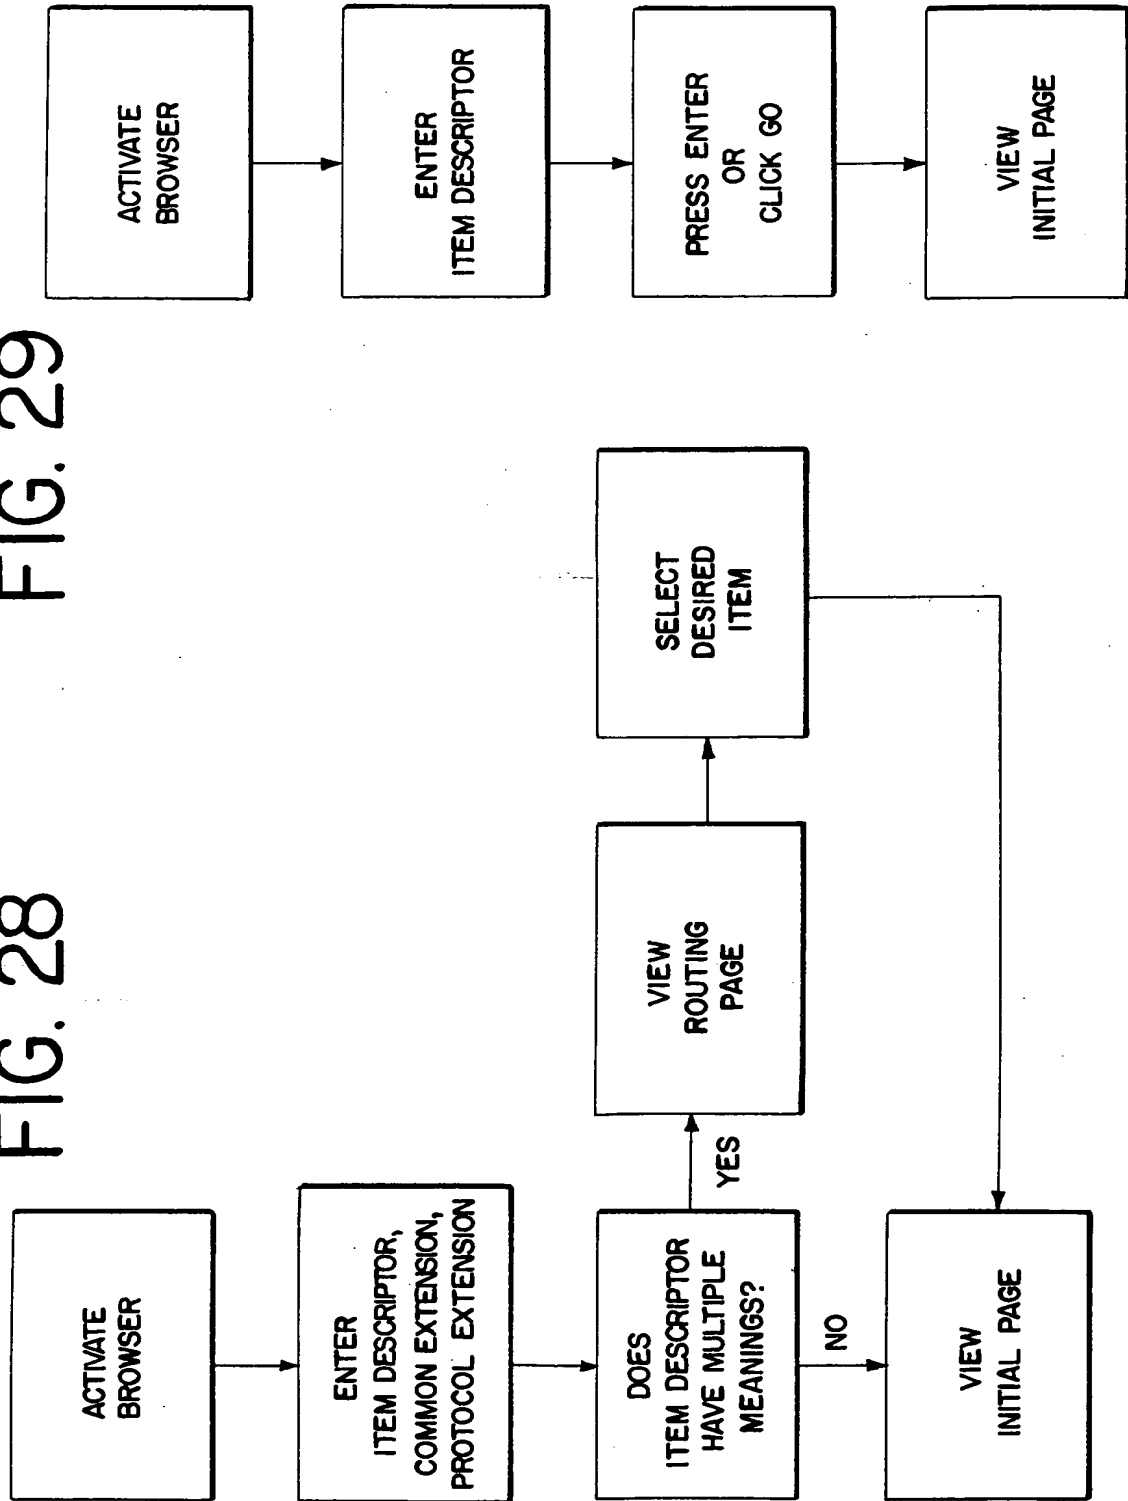 FIG. 28
ACTIVATE
BROWSER
ENTER
ITEM DESCRIPTOR,
COMMON EXTENSION,
PROTOCOL EXTENSION
DOES
ITEM DESCRIPTOR
HAVE MULTIPLE
MEANINGS?
YES
VIEW
ROUTING
PAGE
SELECT
DESIRED
ITEM
NO
VIEW
INITIAL PAGE
FIG. 29
ACTIVATE
BROWSER
ENTER
ITEM DESCRIPTOR
PRESS ENTER
OR
CLICK GO
VIEW
INITIAL PAGE